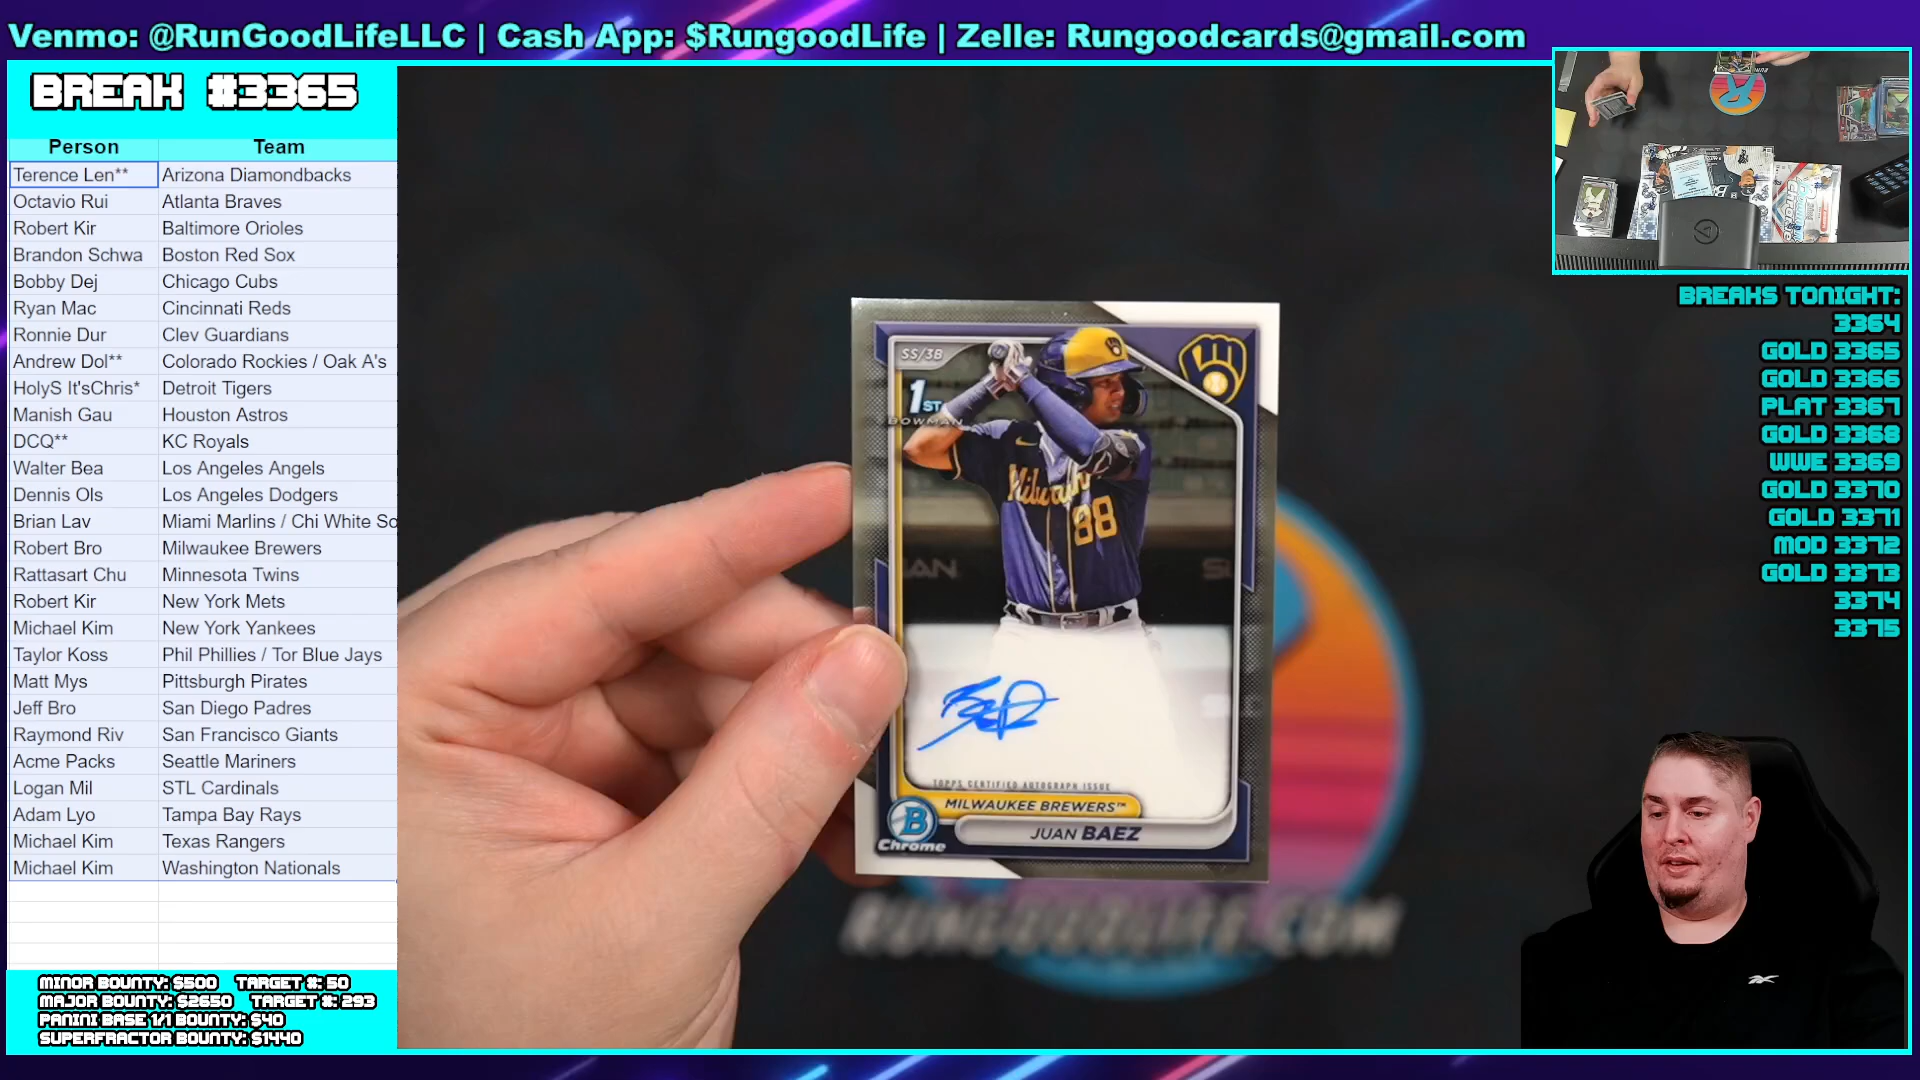 Venmo: @RunGoodLifeLLC | Cash App: $RungoodLife | Zelle: Rungoodcards@gmail.com
BREAK #3365
Person Team
Terence Len** Arizona Diamondbacks
Octavio Rui Atlanta Braves
Robert Kir Baltimore Orioles
Brandon Schwa Boston Red Sox
Bobby Dej Chicago Cubs
Ryan Mac Cincinnati Reds
Ronnie Dur Clev Guardians
Andrew Dol** Colorado Rockies / Oak A's
HolyS It'sChris* Detroit Tigers
Manish Gau Houston Astros
DCQ** KC Royals
Walter Bea Los Angeles Angels
Dennis Ols Los Angeles Dodgers
Brian Lav Miami Marlins / Chi White So
Robert Bro Milwaukee Brewers
Rattasart Chu Minnesota Twins
Robert Kir New York Mets
Michael Kim New York Yankees
Taylor Koss Phil Phillies / Tor Blue Jays
Matt Mys Pittsburgh Pirates
Jeff Bro San Diego Padres
Raymond Riv San Francisco Giants
Acme Packs Seattle Mariners
Logan Mil STL Cardinals
Adam Lyo Tampa Bay Rays
Michael Kim Texas Rangers
Michael Kim Washington Nationals
MINOR BOUNTY: $500 TARGET #: 50
MAJOR BOUNTY: $2650 TARGET #: 293
PANINI BASE 1/1 BOUNTY: $40
SUPERFRACTOR BOUNTY: $1440
SS/3B
1ST
BOWMAN
Milwaukee
88
TOPPS CERTIFIED AUTOGRAPH ISSUE
MILWAUKEE BREWERS™
JUAN BAEZ
B
Chrome
RUNGOODLIFE.COM
BREAKS TONIGHT:
3364
GOLD 3365
GOLD 3366
PLAT 3367
GOLD 3368
WWE 3369
GOLD 3370
GOLD 3371
MOD 3372
GOLD 3373
3374
3375